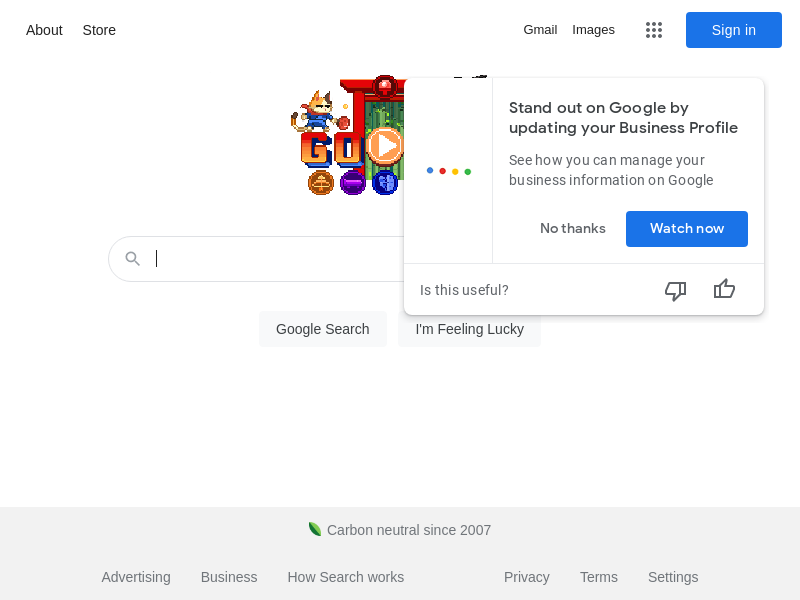 About Store Gmail Images Sign in
GO
Stand out on Google by
updating your Business Profile
See how you can manage your
business information on Google
No thanks Watch now
Is this useful?
Google Search I'm Feeling Lucky
Carbon neutral since 2007
Advertising Business How Search works Privacy Terms Settings